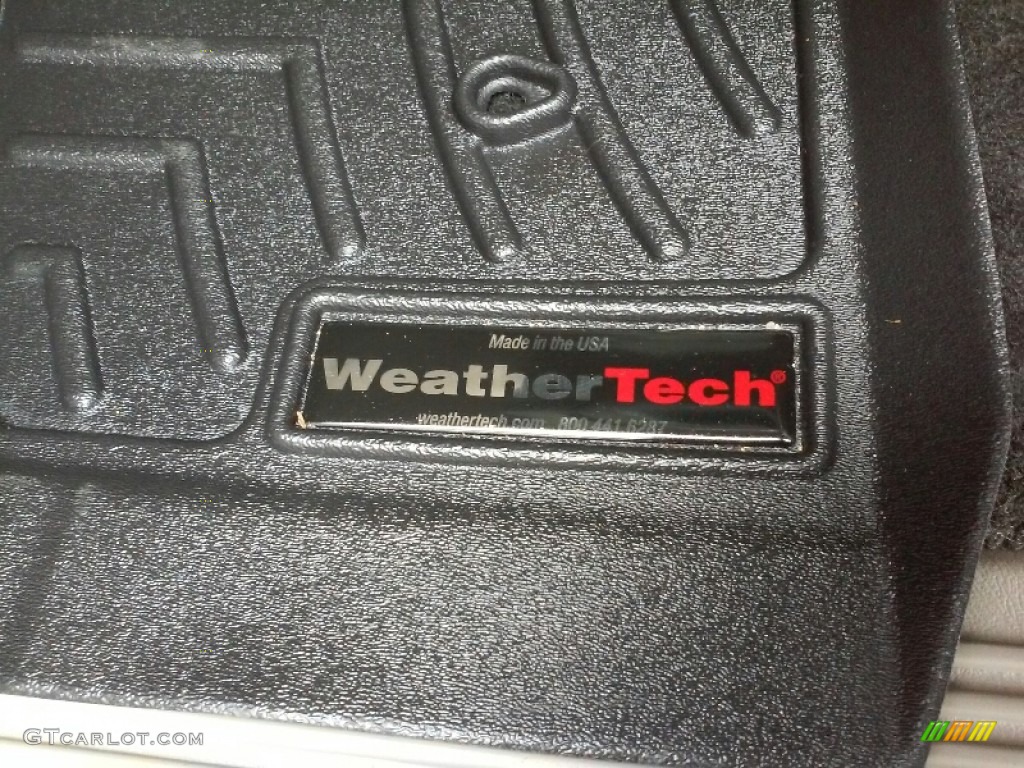 Made in the USA
WeatherTech®
weathertech.com 800.441.6287
GTCARLOT.COM